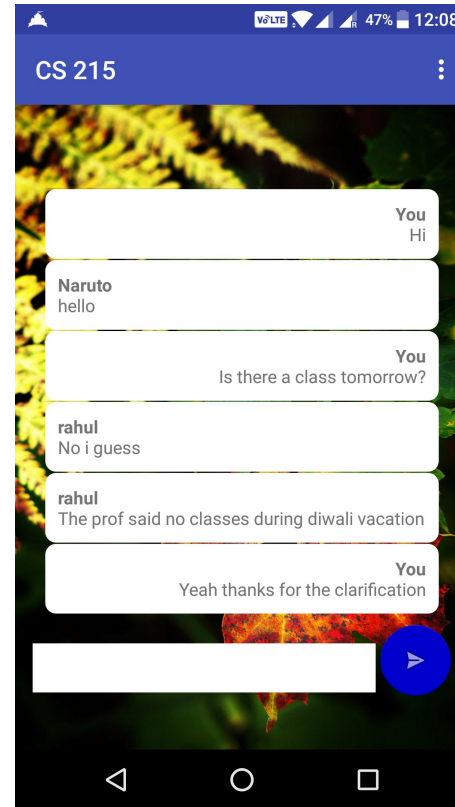 VoLTE R 47% 12:08
CS 215
You
Hi
Naruto
hello
You
Is there a class tomorrow?
rahul
No i guess
rahul
The prof said no classes during diwali vacation
You
Yeah thanks for the clarification